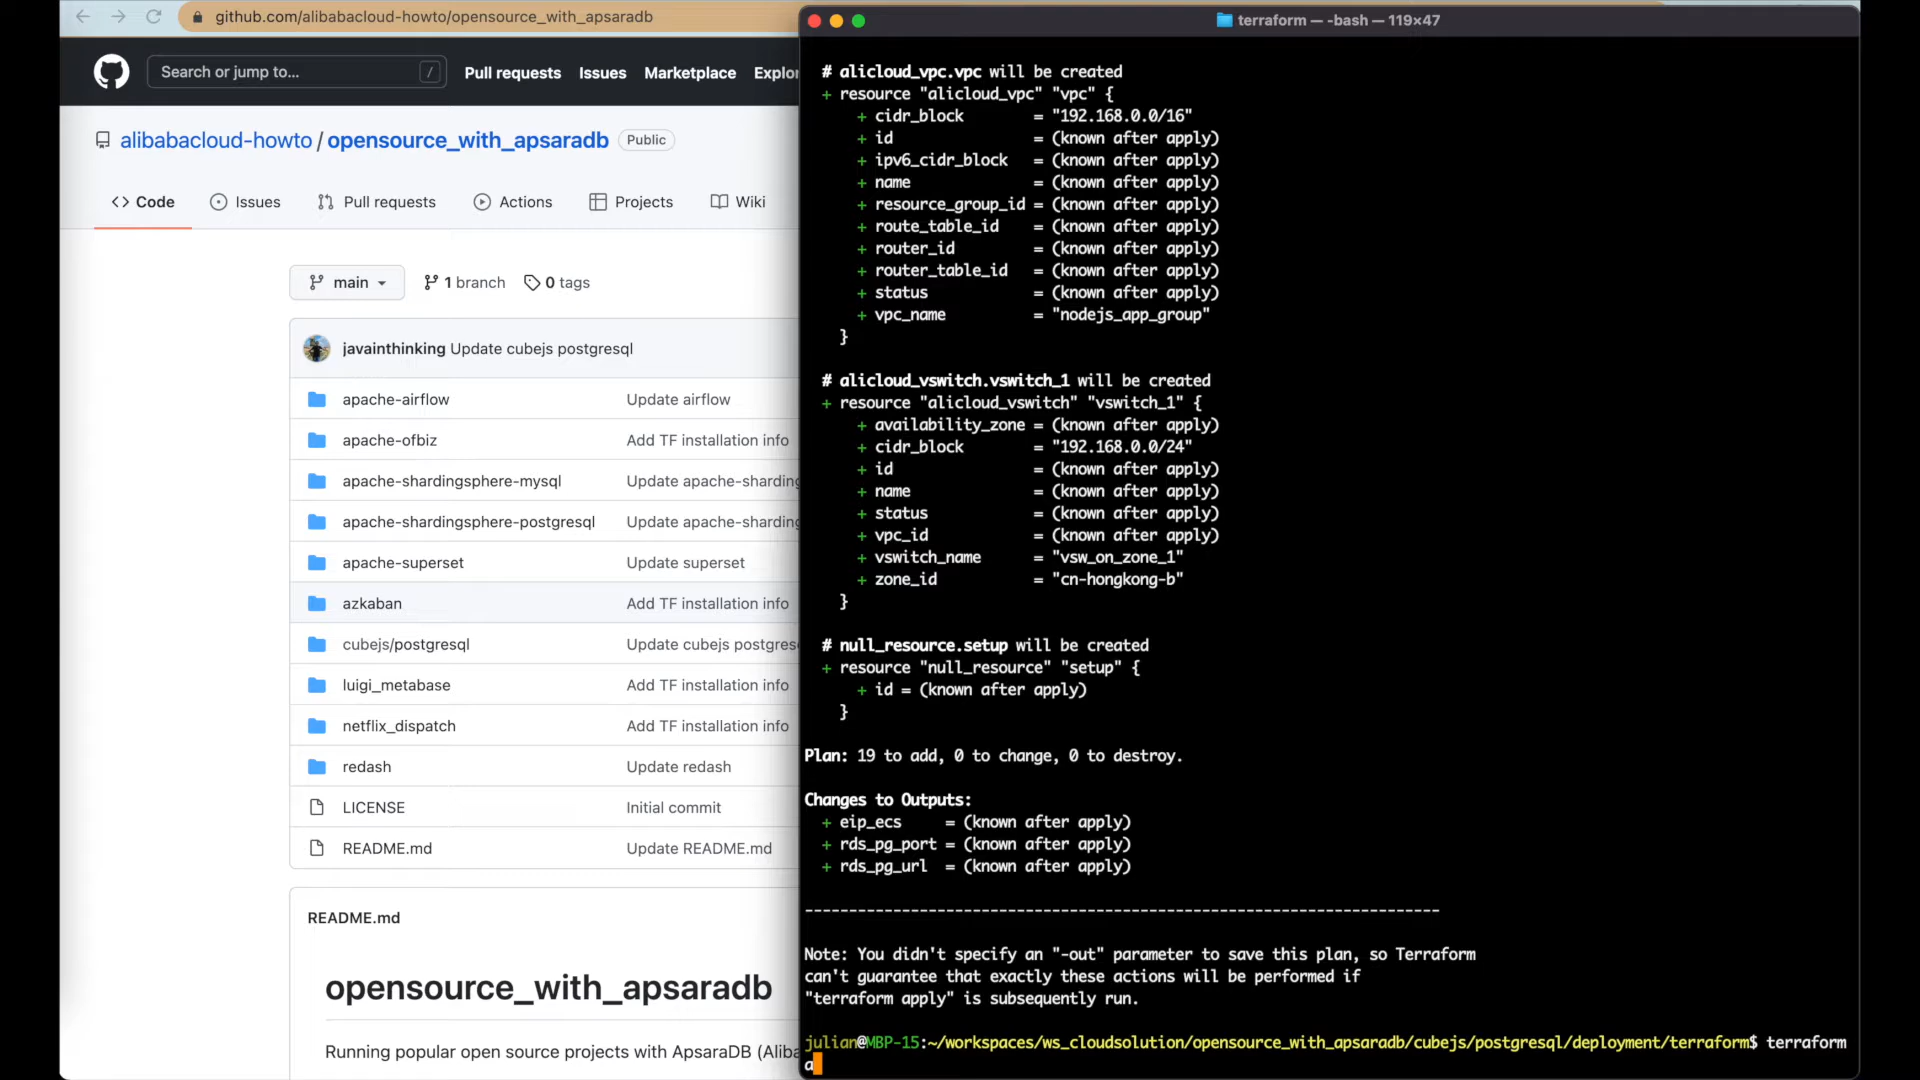 github.com/alibabacloud-howto/opensource_with_apsaradb
Search or jump to...
/
Pull requests
Issues
Marketplace
Explor
alibabacloud-howto / opensource_with_apsaradb
Public
Code
Issues
Pull requests
Actions
Projects
Wiki
main
1 branch
0 tags
javainthinking Update cubejs postgresql
apache-airflow Update airflow
apache-ofbiz Add TF installation info
apache-shardingsphere-mysql Update apache-sharding
apache-shardingsphere-postgresql Update apache-sharding
apache-superset Update superset
azkaban Add TF installation info
cubejs/postgresql Update cubejs postgres
luigi_metabase Add TF installation info
netflix_dispatch Add TF installation info
redash Update redash
LICENSE Initial commit
README.md Update README.md
README.md
opensource_with_apsaradb
Running popular open source projects with ApsaraDB (Aliba
terraform — -bash — 119×47
# alicloud_vpc.vpc will be created
+ resource "alicloud_vpc" "vpc" {
+ cidr_block = "192.168.0.0/16"
+ id = (known after apply)
+ ipv6_cidr_block = (known after apply)
+ name = (known after apply)
+ resource_group_id = (known after apply)
+ route_table_id = (known after apply)
+ router_id = (known after apply)
+ router_table_id = (known after apply)
+ status = (known after apply)
+ vpc_name = "nodejs_app_group"
}
# alicloud_vswitch.vswitch_1 will be created
+ resource "alicloud_vswitch" "vswitch_1" {
+ availability_zone = (known after apply)
+ cidr_block = "192.168.0.0/24"
+ id = (known after apply)
+ name = (known after apply)
+ status = (known after apply)
+ vpc_id = (known after apply)
+ vswitch_name = "vsw_on_zone_1"
+ zone_id = "cn-hongkong-b"
}
# null_resource.setup will be created
+ resource "null_resource" "setup" {
+ id = (known after apply)
}
Plan: 19 to add, 0 to change, 0 to destroy.
Changes to Outputs:
+ eip_ecs = (known after apply)
+ rds_pg_port = (known after apply)
+ rds_pg_url = (known after apply)
------------------------------------------------------------------------
Note: You didn't specify an "-out" parameter to save this plan, so Terraform
can't guarantee that exactly these actions will be performed if
"terraform apply" is subsequently run.
julian@MBP-15:~/workspaces/ws_cloudsolution/opensource_with_apsaradb/cubejs/postgresql/deployment/terraform$ terraform
a